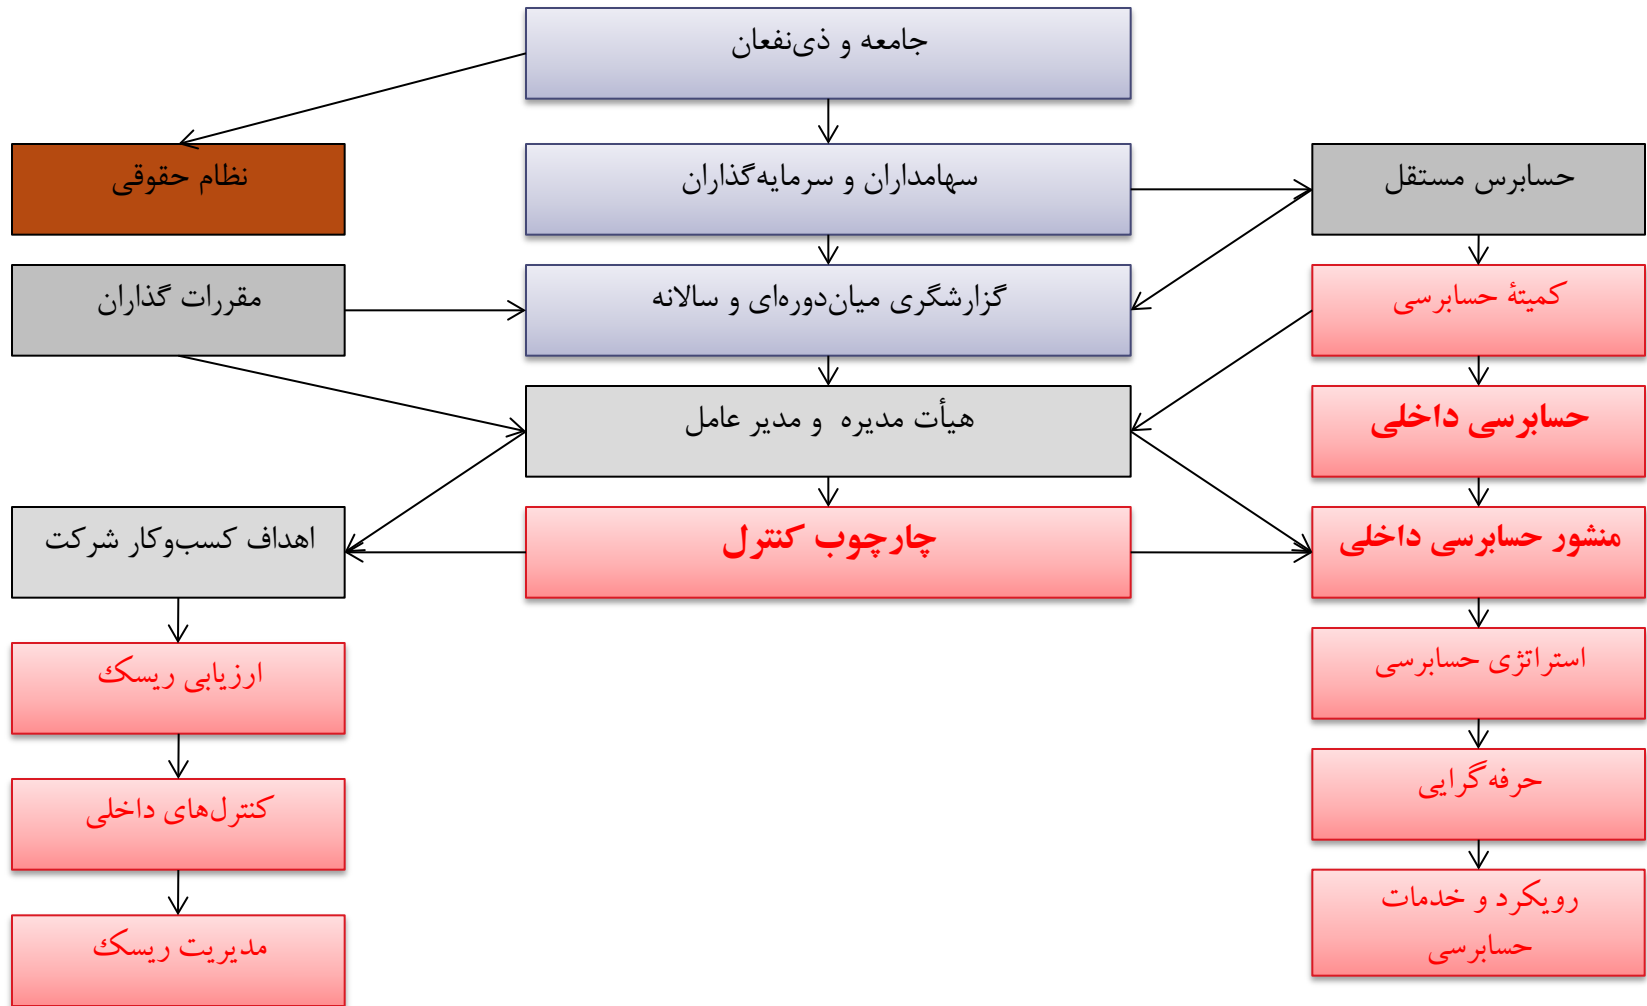 جامعه و ذی‌نفعان
نظام حقوقی
سهامداران و سرمایه‌گذاران
حسابرس مستقل
مقررات گذاران
گزارشگری میان‌دوره‌ای و سالانه
کمیتهٔ حسابرسی
هیأت مدیره و مدیر عامل
حسابرسی داخلی
اهداف کسب‌وکار شرکت
چارچوب کنترل
منشور حسابرسی داخلی
ارزیابی ریسک
استراتژی حسابرسی
کنترل‌های داخلی
حرفه‌گرایی
مدیریت ریسک
رویکرد و خدمات
حسابرسی